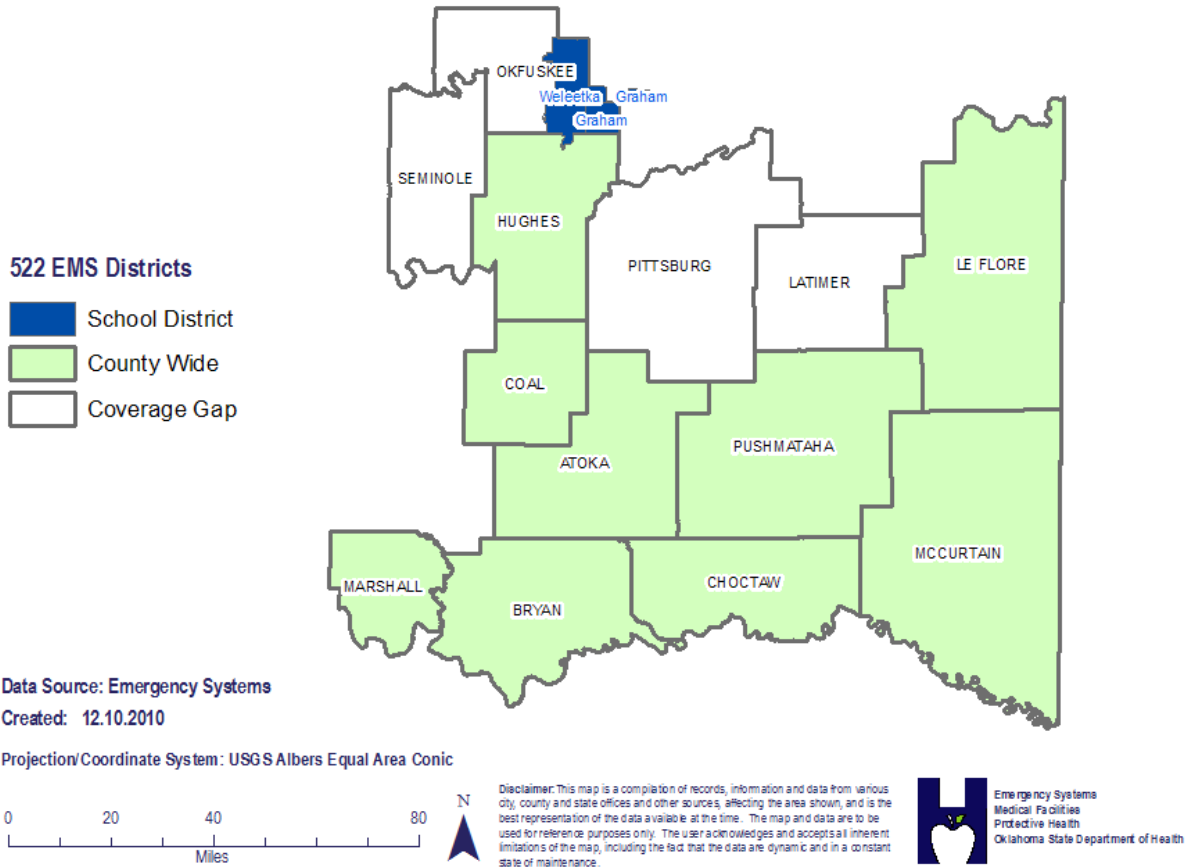 OKFUSKEE
Weleetka Graham
Graham
SEMINOLE
HUGHES
PITTSBURG
LATIMER
LE FLORE
522 EMS Districts
School District
County Wide
Coverage Gap
COAL
ATOKA
PUSHMATAHA
MCCURTAIN
MARSHALL
BRYAN
CHOCTAW
Data Source: Emergency Systems
Created: 12.10.2010
Projection/Coordinate System: USGS Albers Equal Area Conic
0 20 40 80
Miles
N
Disclaimer: This map is a compilation of records, information and data from various
city, county and state offices and other sources, affecting the area shown, and is the
best representation of the data available at the time. The map and data are to be
used for reference purposes only. The user acknowledges and accepts all inherent
limitations of the map, including the fact that the data are dynamic and in a constant
state of maintenance.
Emergency Systems
Medical Facilities
Protective Health
Oklahoma State Department of Health